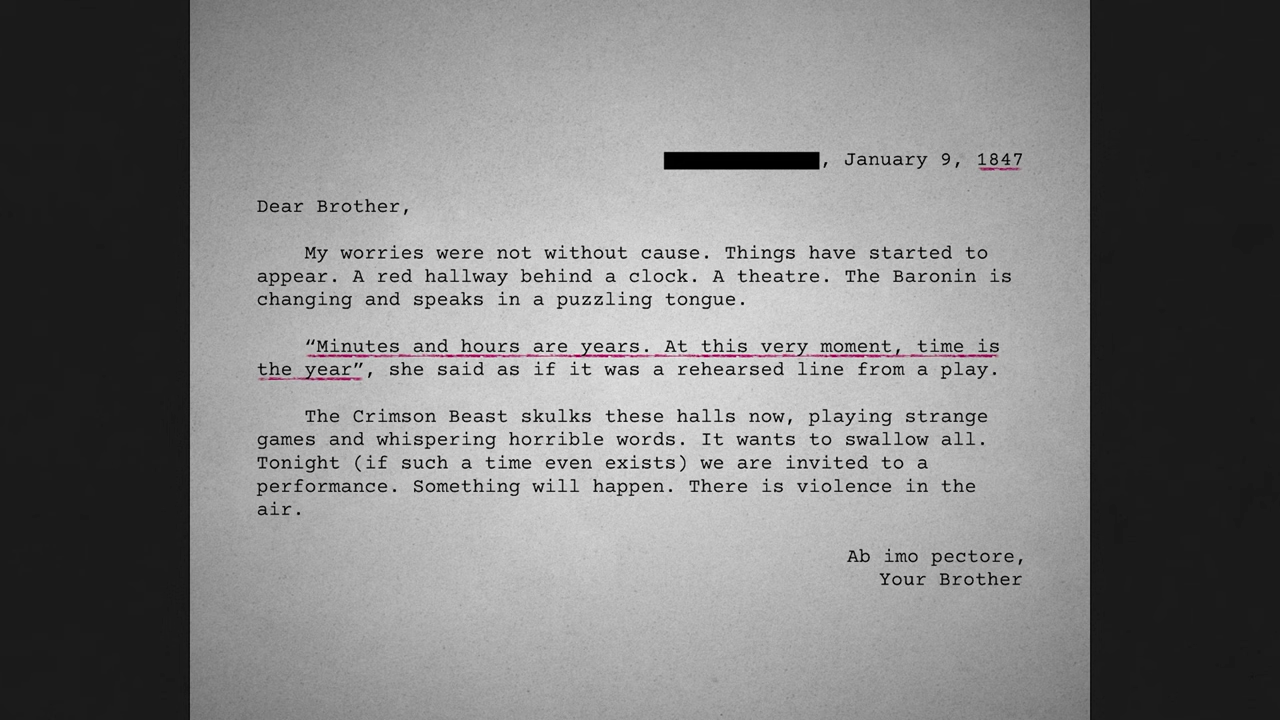 , January 9, 1847
Dear Brother,
My worries were not without cause. Things have started to
appear. A red hallway behind a clock. A theatre. The Baronin is
changing and speaks in a puzzling tongue.
“Minutes and hours are years. At this very moment, time is
the year”, she said as if it was a rehearsed line from a play.
The Crimson Beast skulks these halls now, playing strange
games and whispering horrible words. It wants to swallow all.
Tonight (if such a time even exists) we are invited to a
performance. Something will happen. There is violence in the
air.
Ab imo pectore,
Your Brother